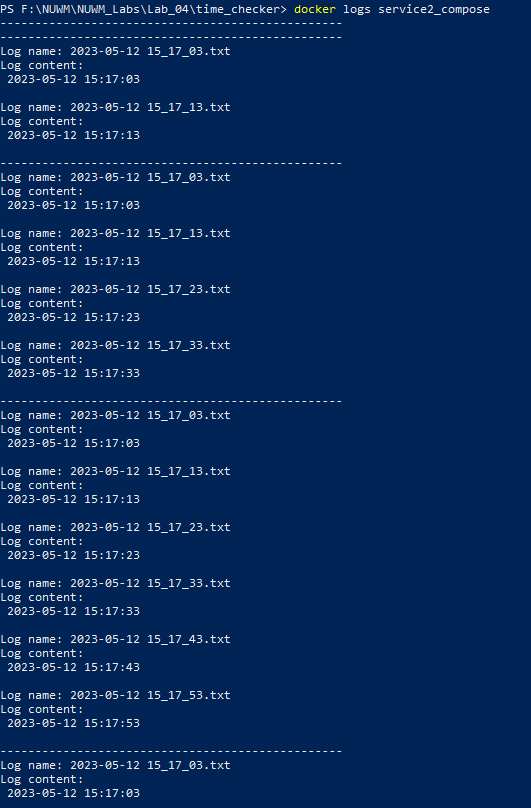 PS F:\NUWM\NUWM_Labs\Lab_04\time_checker> docker logs service2_compose
-------------------------------------------------
-------------------------------------------------
Log name: 2023-05-12 15_17_03.txt
Log content:
 2023-05-12 15:17:03

Log name: 2023-05-12 15_17_13.txt
Log content:
 2023-05-12 15:17:13

-------------------------------------------------
Log name: 2023-05-12 15_17_03.txt
Log content:
 2023-05-12 15:17:03

Log name: 2023-05-12 15_17_13.txt
Log content:
 2023-05-12 15:17:13

Log name: 2023-05-12 15_17_23.txt
Log content:
 2023-05-12 15:17:23

Log name: 2023-05-12 15_17_33.txt
Log content:
 2023-05-12 15:17:33

-------------------------------------------------
Log name: 2023-05-12 15_17_03.txt
Log content:
 2023-05-12 15:17:03

Log name: 2023-05-12 15_17_13.txt
Log content:
 2023-05-12 15:17:13

Log name: 2023-05-12 15_17_23.txt
Log content:
 2023-05-12 15:17:23

Log name: 2023-05-12 15_17_33.txt
Log content:
 2023-05-12 15:17:33

Log name: 2023-05-12 15_17_43.txt
Log content:
 2023-05-12 15:17:43

Log name: 2023-05-12 15_17_53.txt
Log content:
 2023-05-12 15:17:53

-------------------------------------------------
Log name: 2023-05-12 15_17_03.txt
Log content:
 2023-05-12 15:17:03